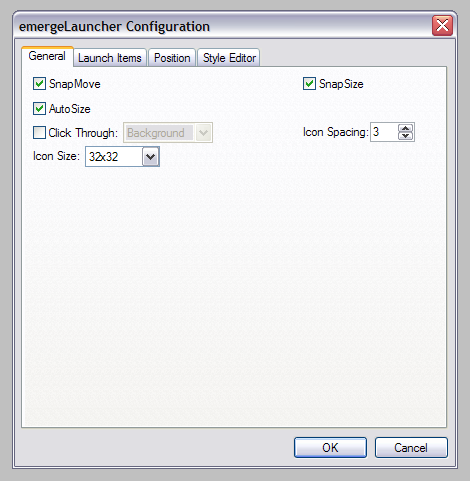 emergeLauncher Configuration
General Launch Items Position Style Editor
SnapMove SnapSize
AutoSize
Click Through: Background Icon Spacing: 3
Icon Size: 32x32
OK Cancel